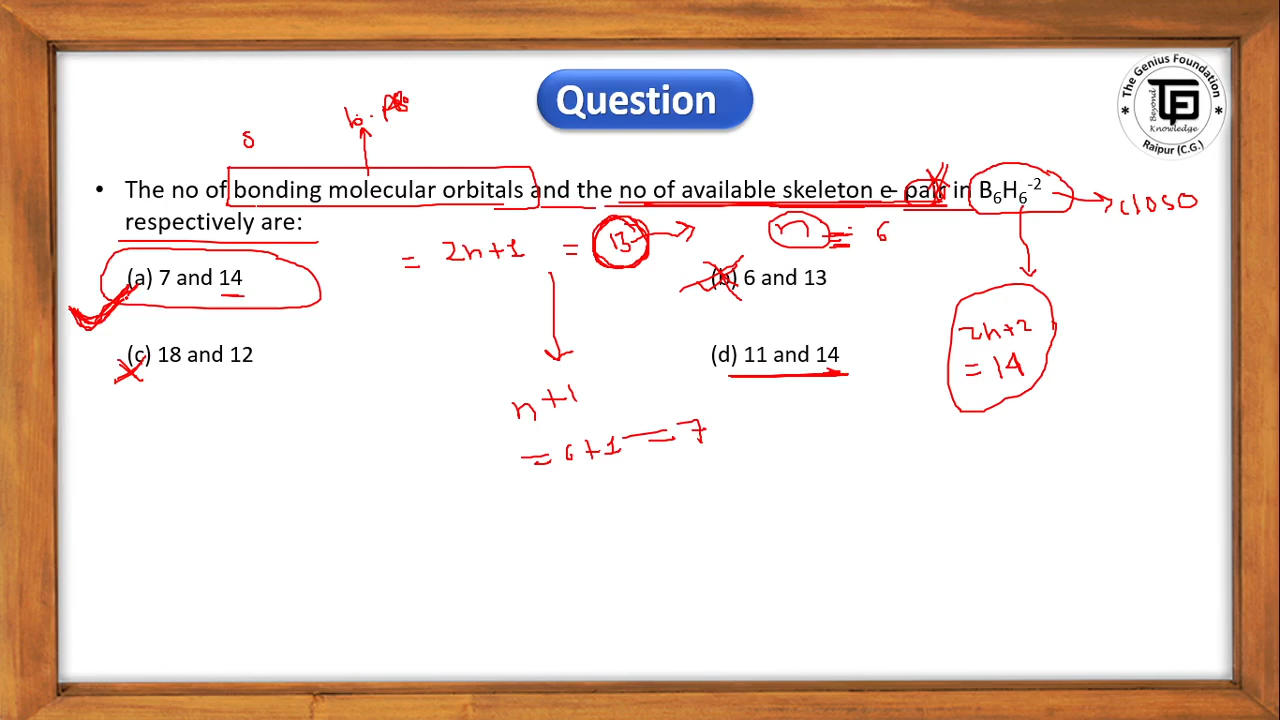 The Genius Foundation
Beyond
Knowledge
Raipur (C.G.)
Question
• The no of bonding molecular orbitals and the no of available skeleton e- pair in B₆H₆⁻² → closo
respectively are:
= 2n+1 = 13 →
n = 6
(a) 7 and 14
(b) 6 and 13
2n+2
= 14
(c) 18 and 12
(d) 11 and 14
n+1
= 6+1 = 7